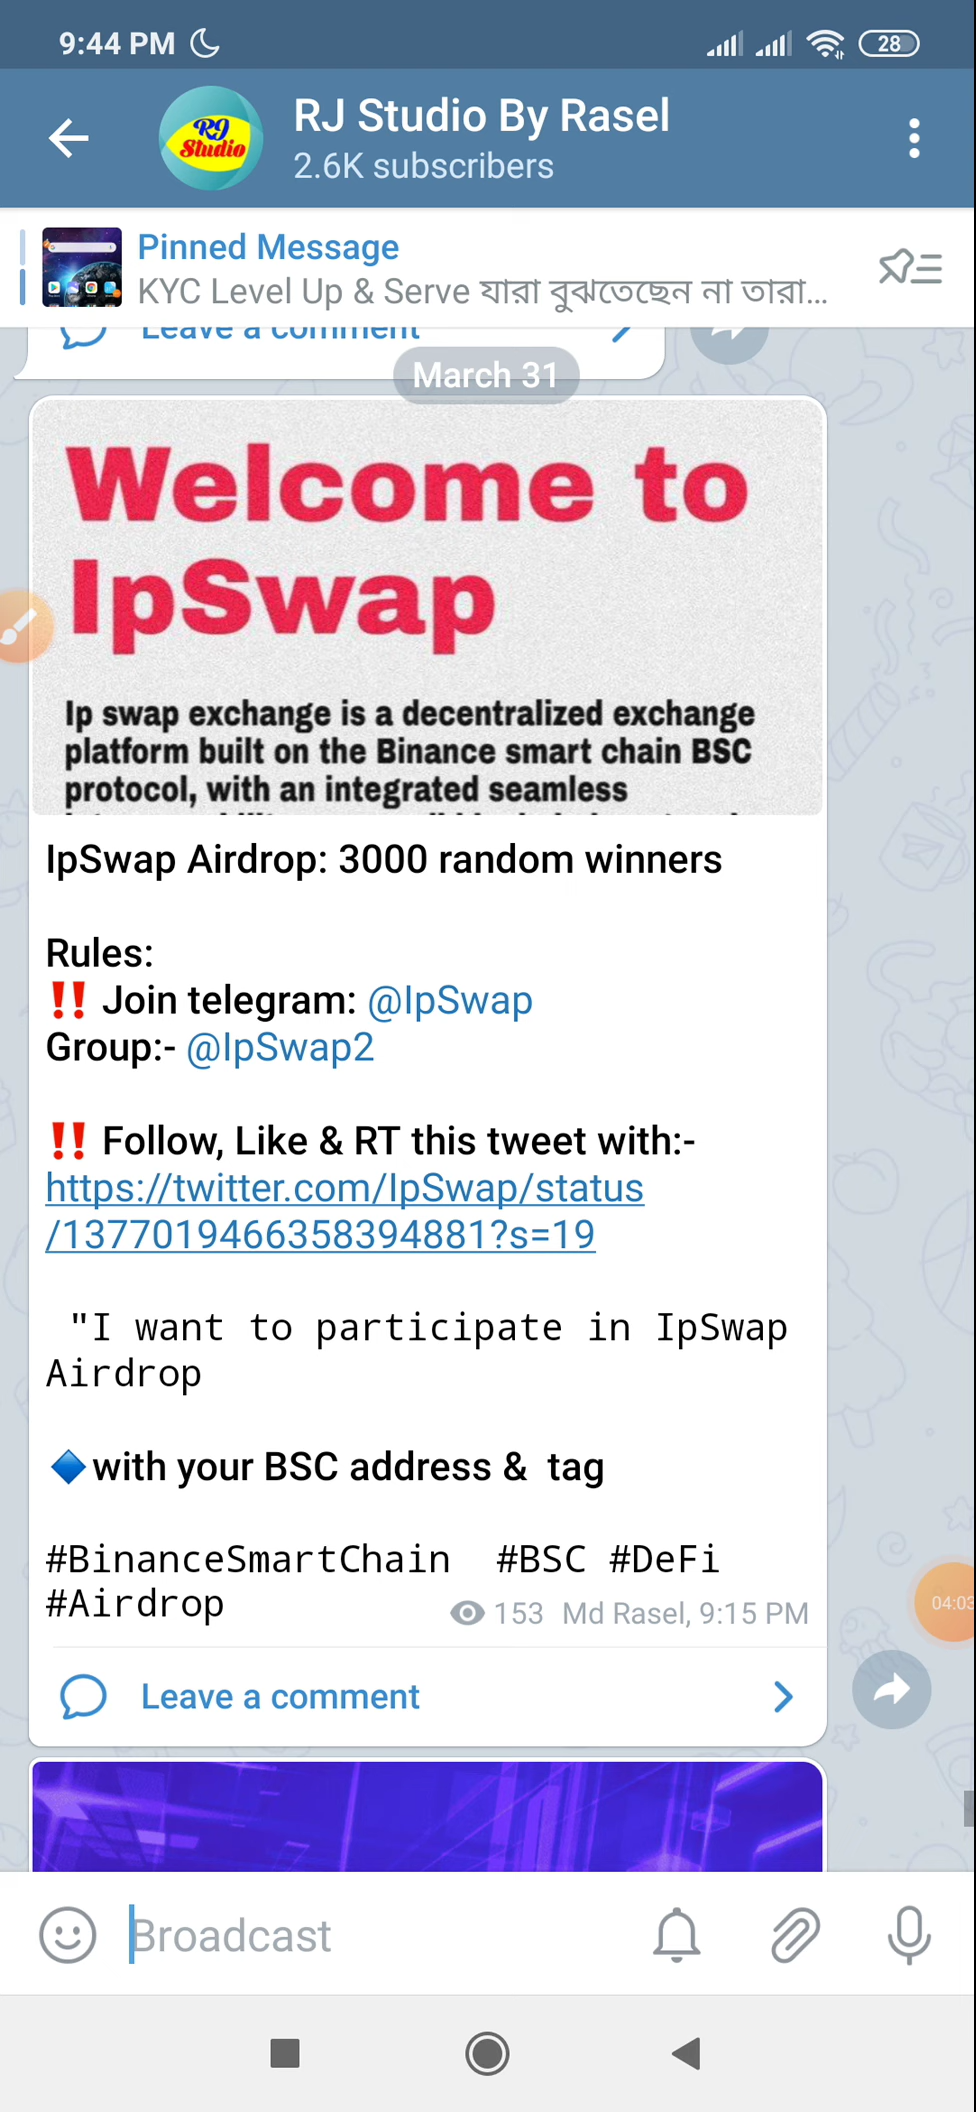 9:44 PM
28
RJ Studio
RJ Studio By Rasel
2.6K subscribers
Pinned Message
KYC Level Up & Serve যারা বুঝতেছেন না তারা...
Leave a comment
March 31
Welcome to
IpSwap
Ip swap exchange is a decentralized exchange
platform built on the Binance smart chain BSC
protocol, with an integrated seamless
IpSwap Airdrop: 3000 random winners
Rules:
‼️ Join telegram: @IpSwap
Group:- @IpSwap2
‼️ Follow, Like & RT this tweet with:-
https://twitter.com/IpSwap/status
/1377019466358394881?s=19
"I want to participate in IpSwap
Airdrop
🔷with your BSC address &  tag
#BinanceSmartChain  #BSC #DeFi
#Airdrop
153 Md Rasel, 9:15 PM
04:03
Leave a comment
Broadcast